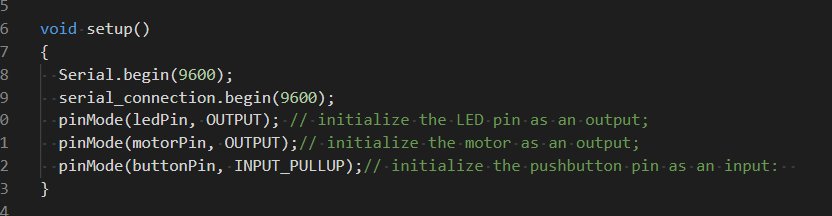 5
6 void setup()
7 {
8 Serial.begin(9600);
9 serial_connection.begin(9600);
0 pinMode(ledPin, OUTPUT); // initialize the LED pin as an output;
1 pinMode(motorPin, OUTPUT);// initialize the motor as an output;
2 pinMode(buttonPin, INPUT_PULLUP);// initialize the pushbutton pin as an input:
3 }
4